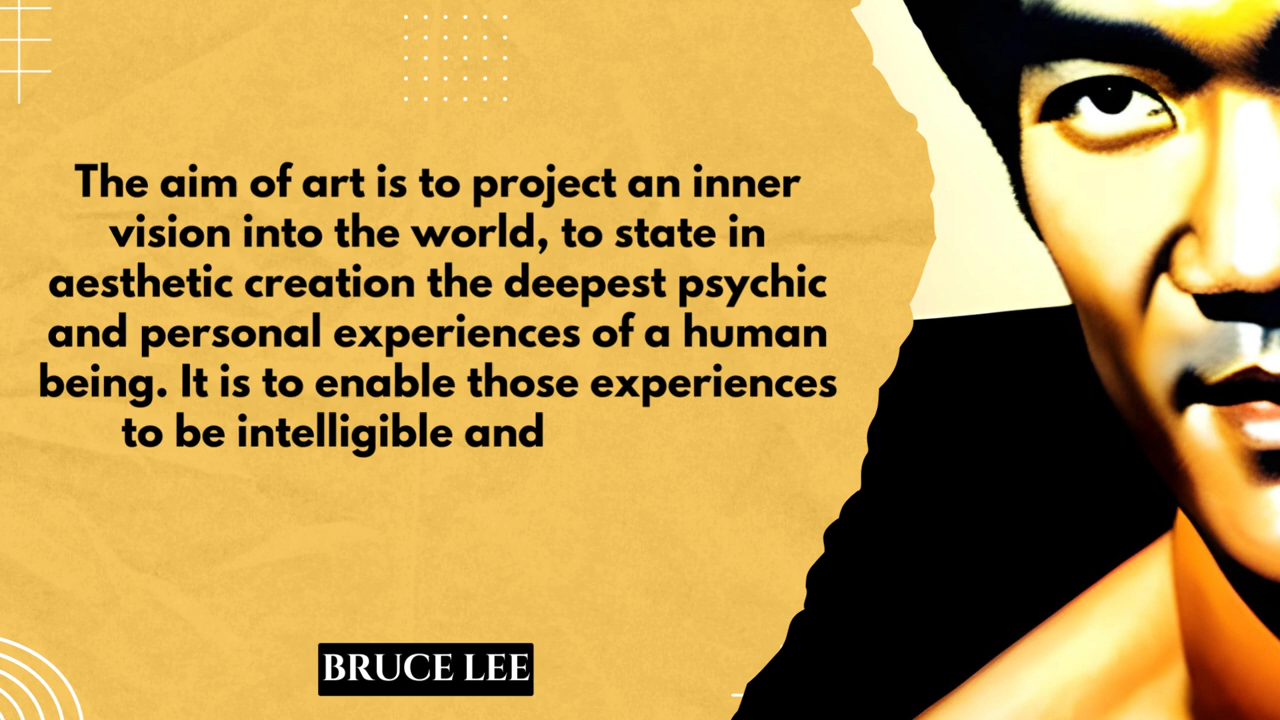 The aim of art is to project an inner
vision into the world, to state in
aesthetic creation the deepest psychic
and personal experiences of a human
being. It is to enable those experiences
to be intelligible and
BRUCE LEE